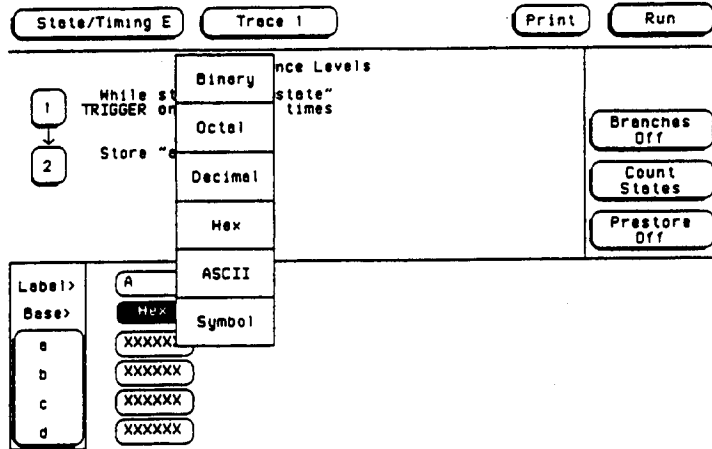 State/Timing E
Trace 1
Print
Run
nce Levels
Binary
1
While st
state"
TRIGGER on
times
Octal
Branches
Off
2
Store "a
Decimal
Count
States
Hex
Prestore
Off
ASCII
Label>
A
Base>
Hex
Symbol
a
XXXXXX
b
XXXXXX
c
XXXXXX
d
XXXXXX